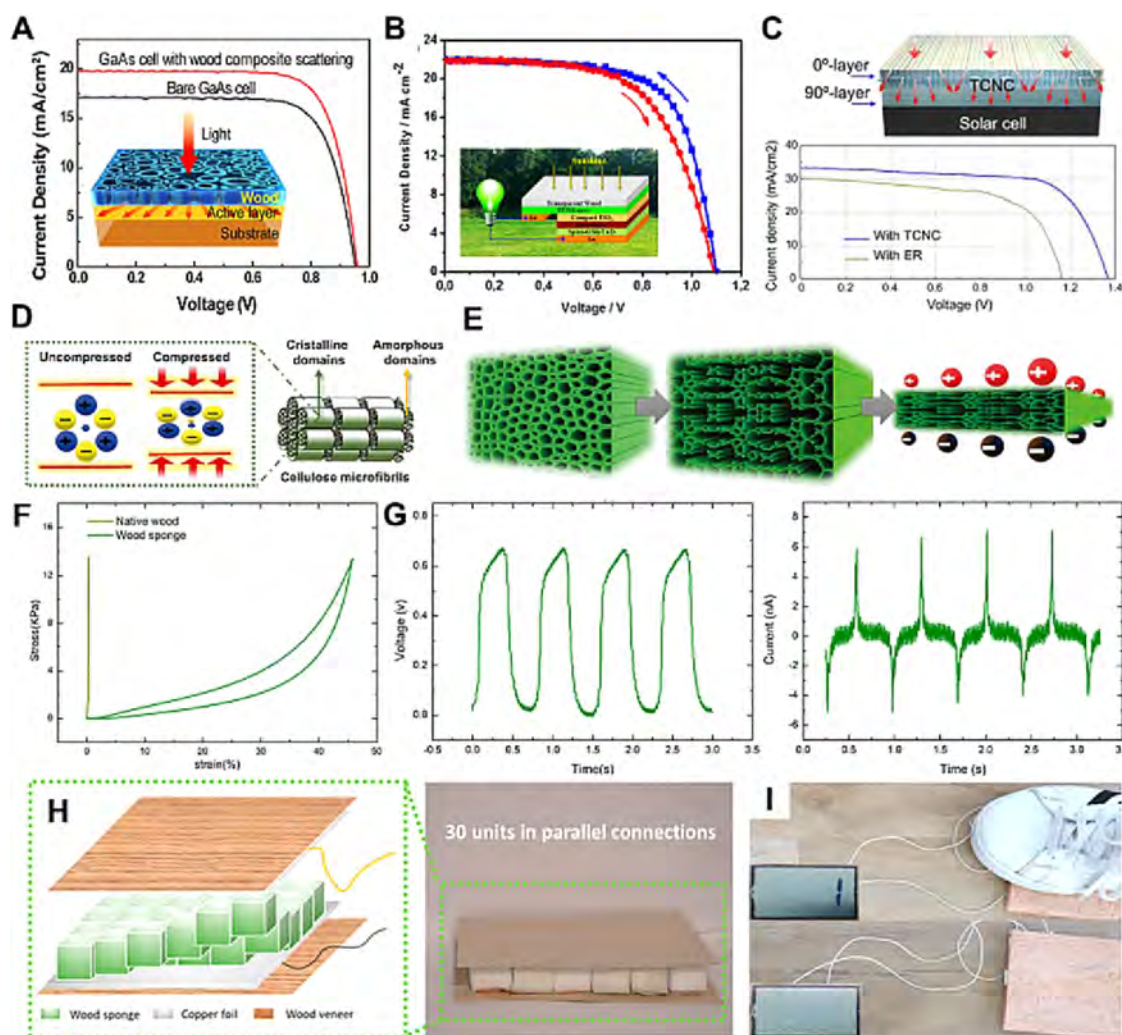 A
GaAs cell with wood composite scattering
Bare GaAs cell
Light
Wood
Active layer
Substrate
Current Density (mA/cm²)
20
15
10
5
0
0.0 0.2 0.4 0.6 0.8 1.0
Voltage (V)
B
Current Density / mA cm⁻²
24
20
16
12
8
4
0
Transparent Wood
0.0 0.2 0.4 0.6 0.8 1.0 1.2
Voltage / V
C
0º-layer
90º-layer
TCNC
Solar cell
Current density (mA/cm2)
40
30
20
10
0
With TCNC
With ER
0 0.2 0.4 0.6 0.8 1.0 1.2 1.4
Voltage (V)
D
Uncompressed
Compressed
Cristalline
domains
Amorphous
domains
Cellulose microfibrils
E
F
Native wood
Wood sponge
Stress(KPa)
16
12
8
4
0
0 10 20 30 40 50
strain(%)
G
Voltage (v)
0.8
0.6
0.4
0.2
0.0
-0.5 0.0 0.5 1.0 1.5 2.0 2.5 3.0 3.5
Time(s)
Current (nA)
8
6
4
2
0
-2
-4
-6
0.0 0.5 1.0 1.5 2.0 2.5 3.0 3.5
Time (s)
H
Wood sponge
Copper foil
Wood veneer
30 units in parallel connections
I